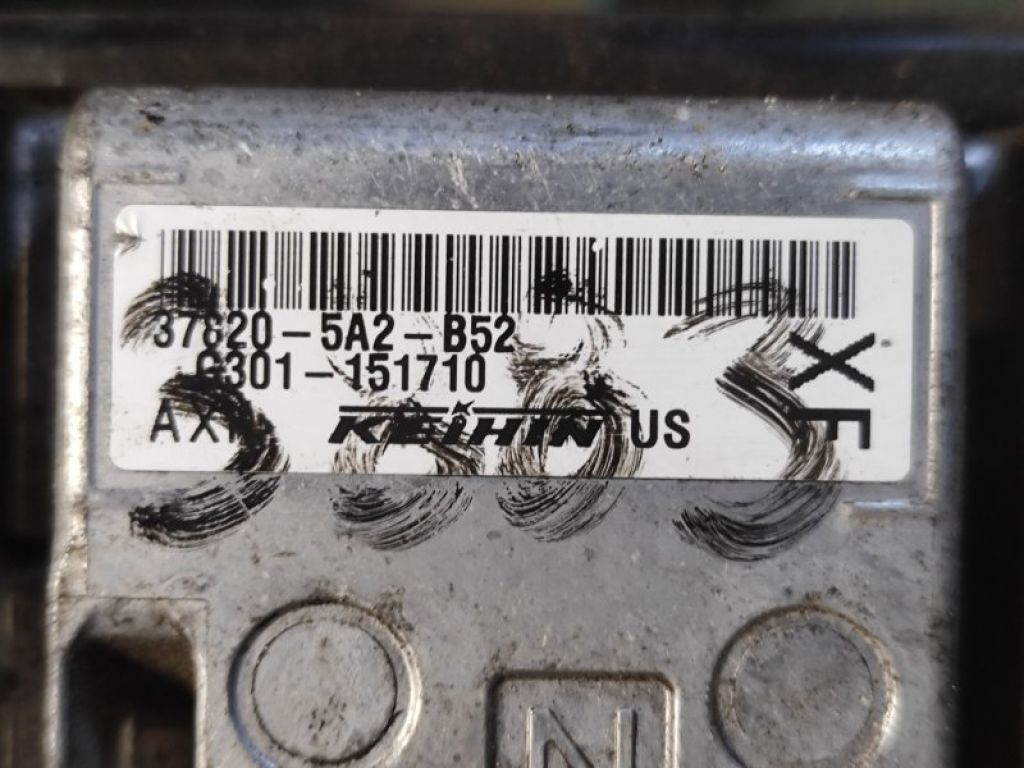 37820-5A2-B52
G301-151710
KEIHIN US
XF
N